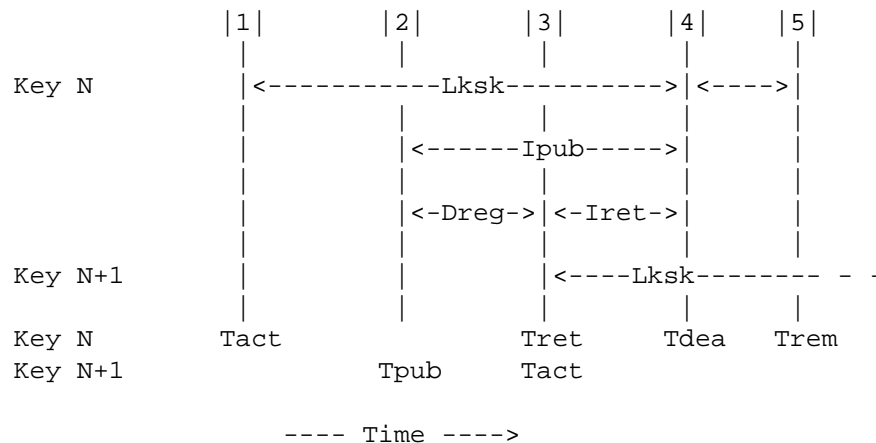 |1|        |2|       |3|       |4|    |5|
                 |          |         |         |      |
Key N            |<-----------Lksk---------->|<---->|
                 |          |         |         |      |
                 |          |<------Ipub----->|      |
                 |          |         |         |      |
                 |          |<-Dreg->|<-Iret->|      |
                 |          |         |         |      |
Key N+1          |          |         |<----Lksk-------- - -
                 |          |         |         |      |
Key N           Tact                 Tret      Tdea   Trem
Key N+1                    Tpub      Tact

                    ---- Time ---->